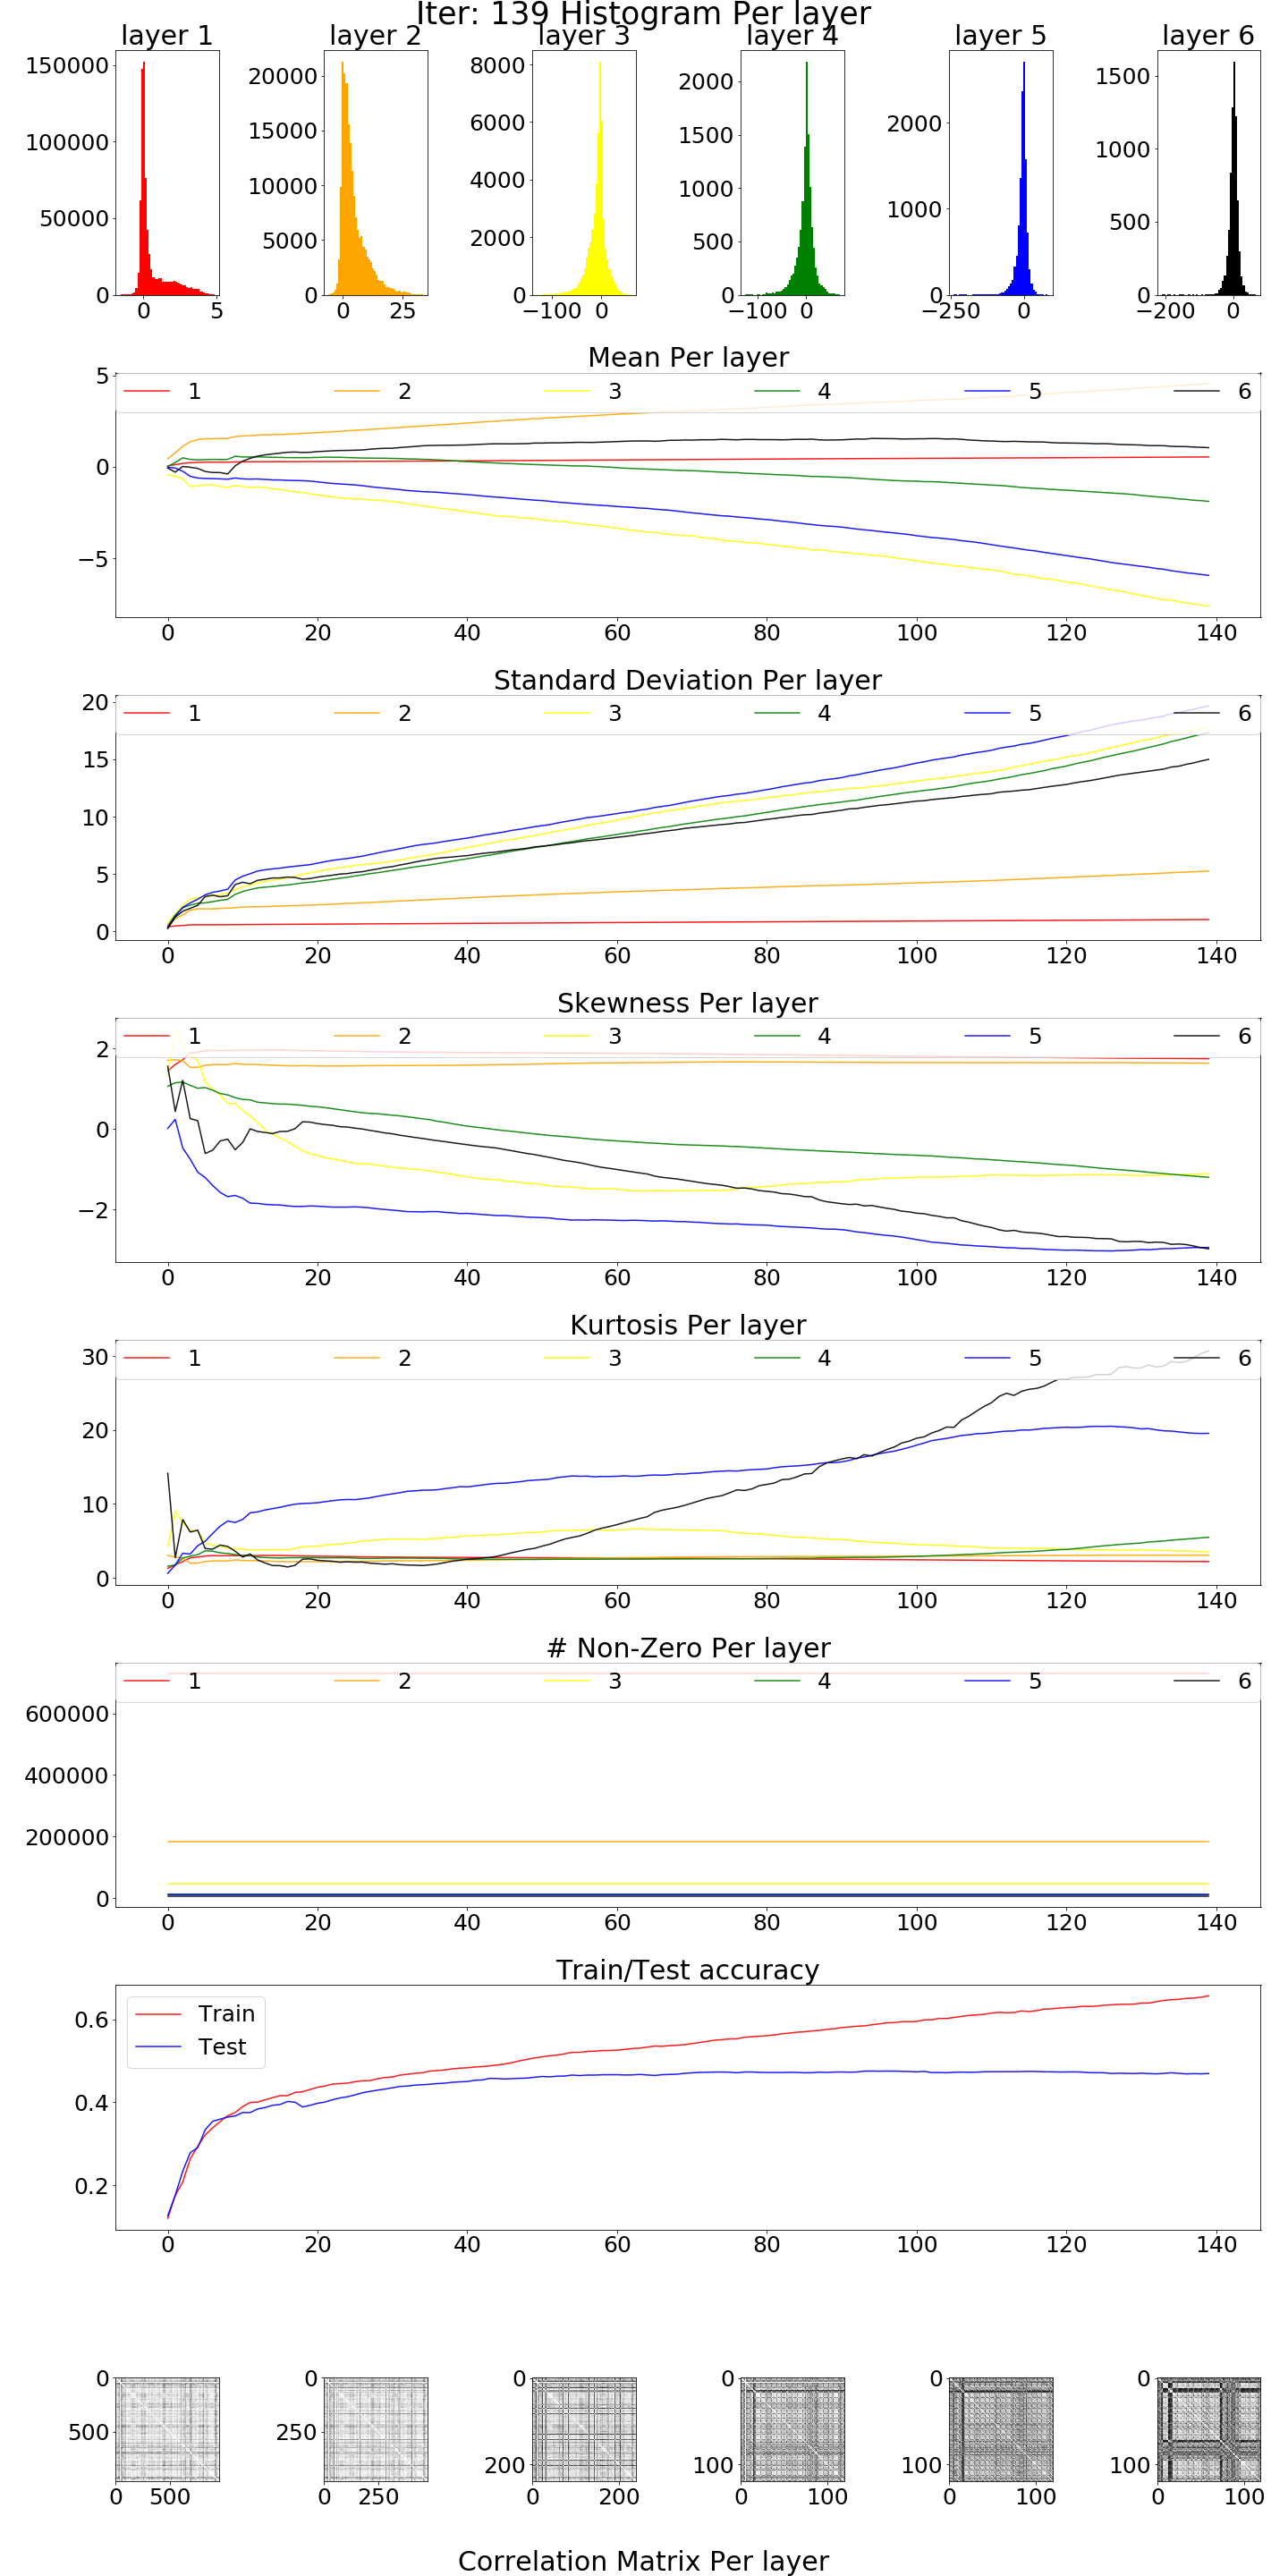 Iter: 139 Histogram Per layer
layer 1 layer 2 layer 3 layer 4 layer 5 layer 6
150000 100000 50000 0
0 5
20000 15000 10000 5000 0
0 25
8000 6000 4000 2000 0
−100 0
2000 1500 1000 500 0
−100 0
2000 1000 0
−250 0
1500 1000 500 0
−200 0
Mean Per layer
1 2 3 4 5 6
5
0
−5
0 20 40 60 80 100 120 140
Standard Deviation Per layer
1 2 3 4 5 6
20
15
10
5
0
0 20 40 60 80 100 120 140
Skewness Per layer
1 2 3 4 5 6
2
0
−2
0 20 40 60 80 100 120 140
Kurtosis Per layer
1 2 3 4 5 6
30
20
10
0
0 20 40 60 80 100 120 140
# Non-Zero Per layer
1 2 3 4 5 6
600000
400000
200000
0
0 20 40 60 80 100 120 140
Train/Test accuracy
Train
Test
0.6
0.4
0.2
0 20 40 60 80 100 120 140
0 500
0 500
0 250
0 250
0 200
0 200
0 100
0 100
0 100
0 100
0 100
0 100
Correlation Matrix Per layer